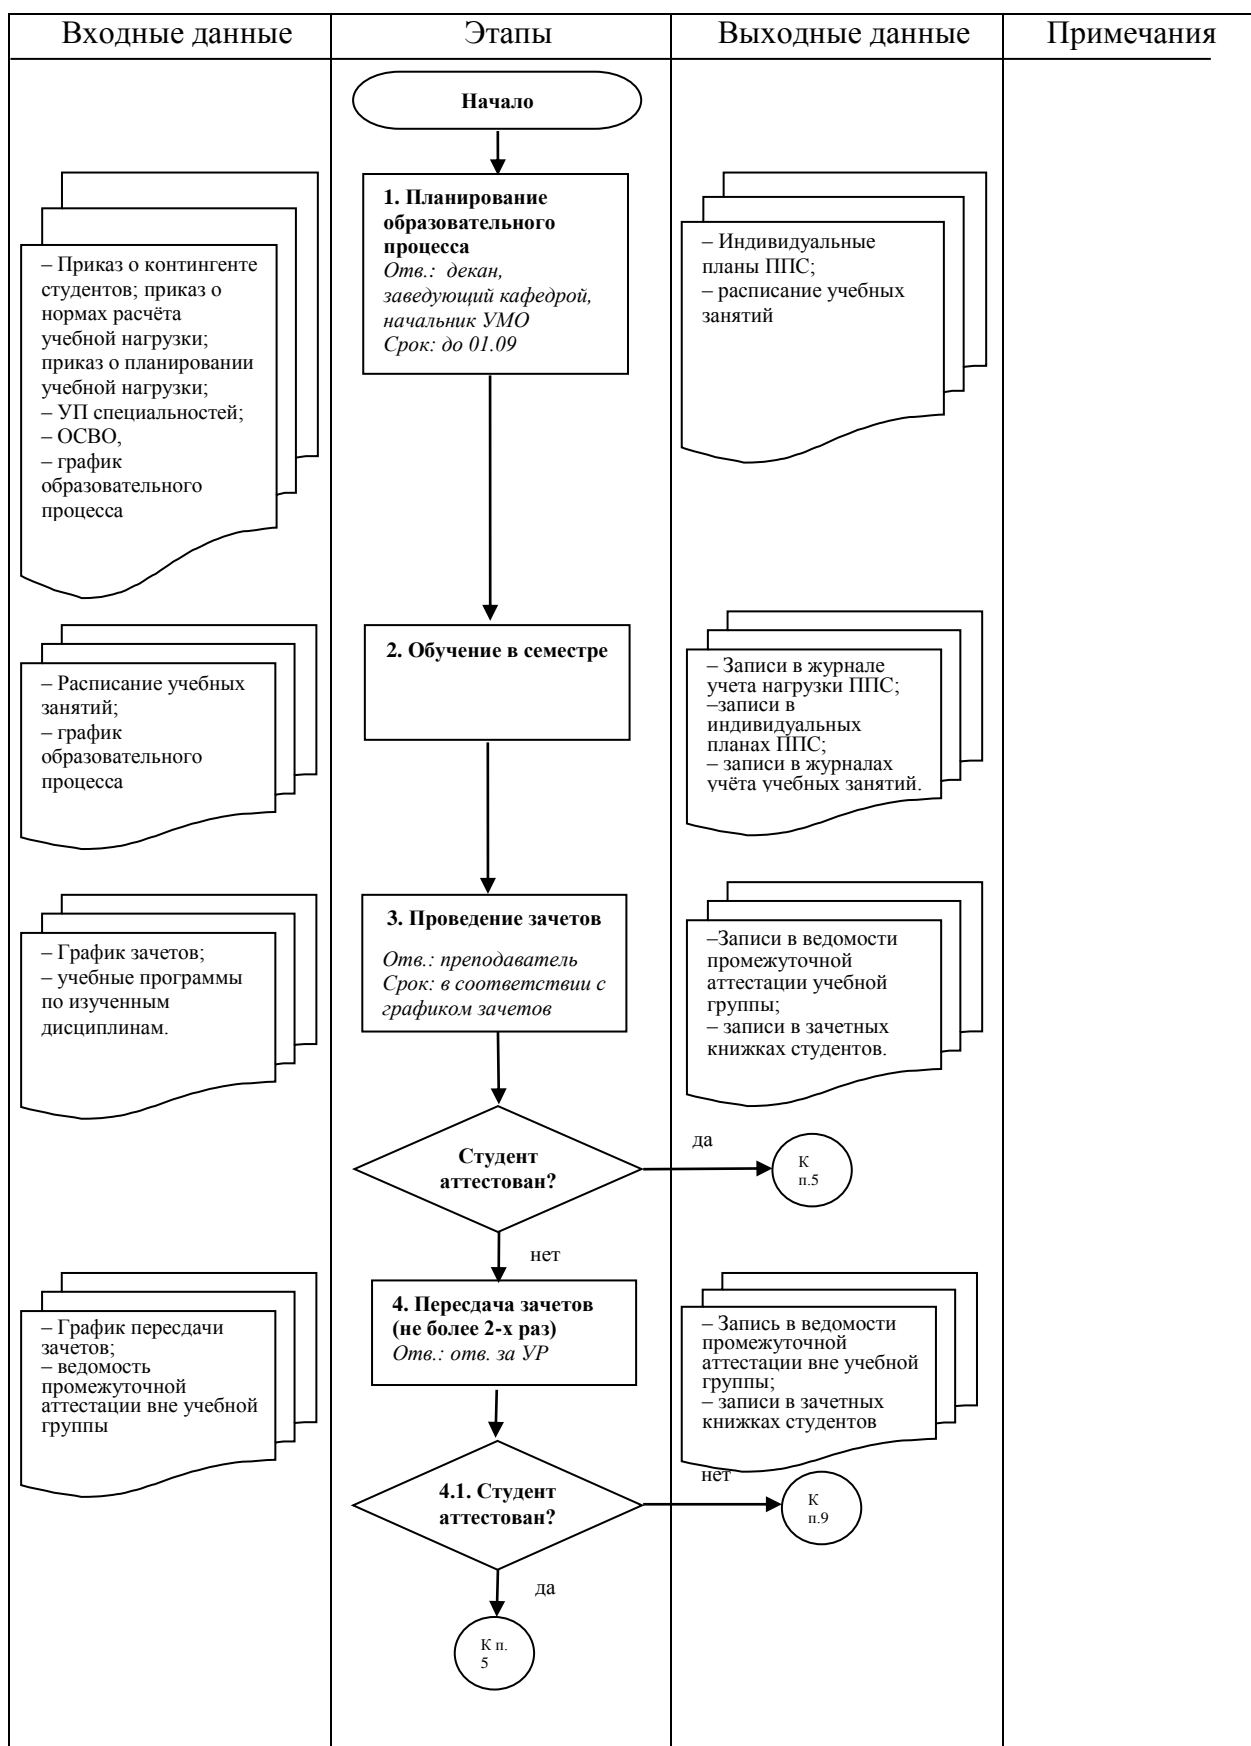 Входные данные
Этапы
Выходные данные
Примечания
Начало
– Приказ о контингенте
студентов; приказ о
нормах расчёта
учебной нагрузки;
приказ о планировании
учебной нагрузки;
– УП специальностей;
– ОСВО,
– график
образовательного
процесса
1. Планирование
образовательного
процесса
Отв.: декан,
заведующий кафедрой,
начальник УМО
Срок: до 01.09
– Индивидуальные
планы ППС;
– расписание учебных
занятий
– Расписание учебных
занятий;
– график
образовательного
процесса
2. Обучение в семестре
– Записи в журнале
учета нагрузки ППС;
–записи в
индивидуальных
планах ППС;
– записи в журналах
учёта учебных занятий.
– График зачетов;
– учебные программы
по изученным
дисциплинам.
3. Проведение зачетов
Отв.: преподаватель
Срок: в соответствии с
графиком зачетов
–Записи в ведомости
промежуточной
аттестации учебной
группы;
– записи в зачетных
книжках студентов.
Студент
аттестован?
да
К
п.5
нет
– График пересдачи
зачетов;
– ведомость
промежуточной
аттестации вне учебной
группы
4. Пересдача зачетов
(не более 2-х раз)
Отв.: отв. за УР
– Запись в ведомости
промежуточной
аттестации вне учебной
группы;
– записи в зачетных
книжках студентов
4.1. Студент
аттестован?
нет
К
п.9
да
К п.
5